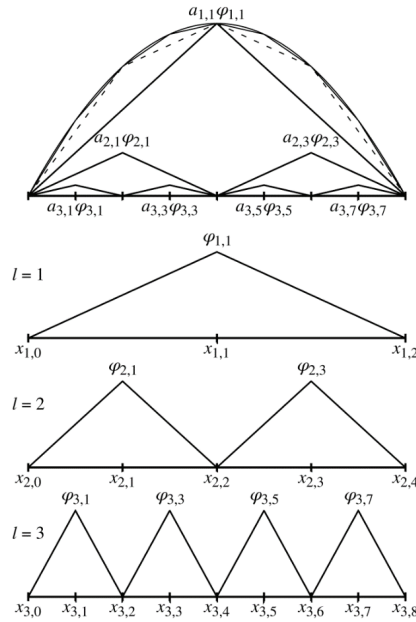 a₁,₁φ₁,₁
a₂,₁φ₂,₁ a₂,₃φ₂,₃
a₃,₁φ₃,₁ a₃,₃φ₃,₃ a₃,₅φ₃,₅ a₃,₇φ₃,₇
φ₁,₁
l = 1
x₁,₀ x₁,₁ x₁,₂
φ₂,₁ φ₂,₃
l = 2
x₂,₀ x₂,₁ x₂,₂ x₂,₃ x₂,₄
φ₃,₁ φ₃,₃ φ₃,₅ φ₃,₇
l = 3
x₃,₀ x₃,₁ x₃,₂ x₃,₃ x₃,₄ x₃,₅ x₃,₆ x₃,₇ x₃,₈